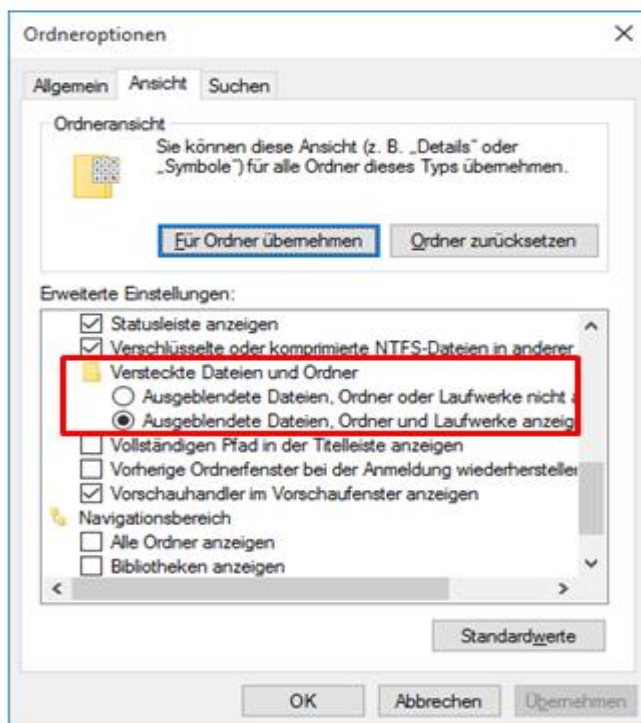 Ordneroptionen
Allgemein Ansicht Suchen
Ordneransicht
Sie können diese Ansicht (z. B. „Details" oder
„Symbole") für alle Ordner dieses Typs übernehmen.
Für Ordner übernehmen Ordner zurücksetzen
Erweiterte Einstellungen:
Statusleiste anzeigen
Verschlüsselte oder komprimierte NTFS-Dateien in anderer
Versteckte Dateien und Ordner
Ausgeblendete Dateien, Ordner oder Laufwerke nicht a
Ausgeblendete Dateien, Ordner und Laufwerke anzeig
Vollständigen Pfad in der Titelleiste anzeigen
Vorherige Ordnerfenster bei der Anmeldung wiederherstellen
Vorschauhandler im Vorschaufenster anzeigen
Navigationsbereich
Alle Ordner anzeigen
Bibliotheken anzeigen
Standardwerte
OK Abbrechen Übernehmen